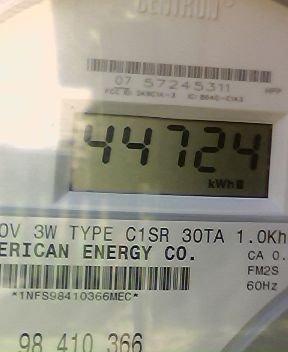 CENTRON
07 57245311
44724
kWh
0V 3W TYPE C1SR 30TA 1.0Kh
ERICAN ENERGY CO.
CA 0.
FM2S
60Hz
*1NFS98410366MEC*
98 410 366